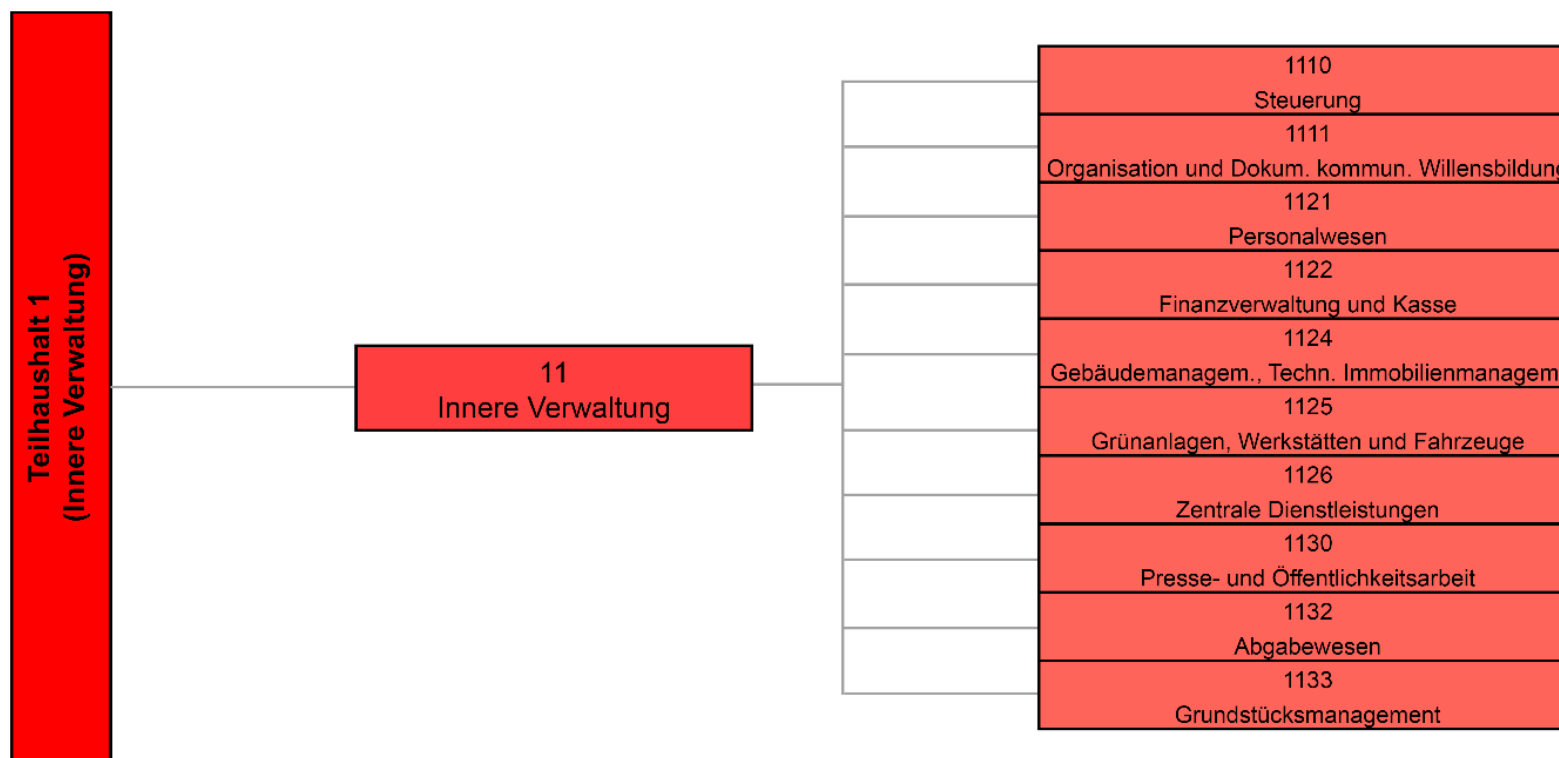 Teilhaushalt 1
(Innere Verwaltung)
11
Innere Verwaltung
1110
Steuerung
1111
Organisation und Dokum. kommun. Willensbildung
1121
Personalwesen
1122
Finanzverwaltung und Kasse
1124
Gebäudemanagem., Techn. Immobilienmanagem
1125
Grünanlagen, Werkstätten und Fahrzeuge
1126
Zentrale Dienstleistungen
1130
Presse- und Öffentlichkeitsarbeit
1132
Abgabewesen
1133
Grundstücksmanagement